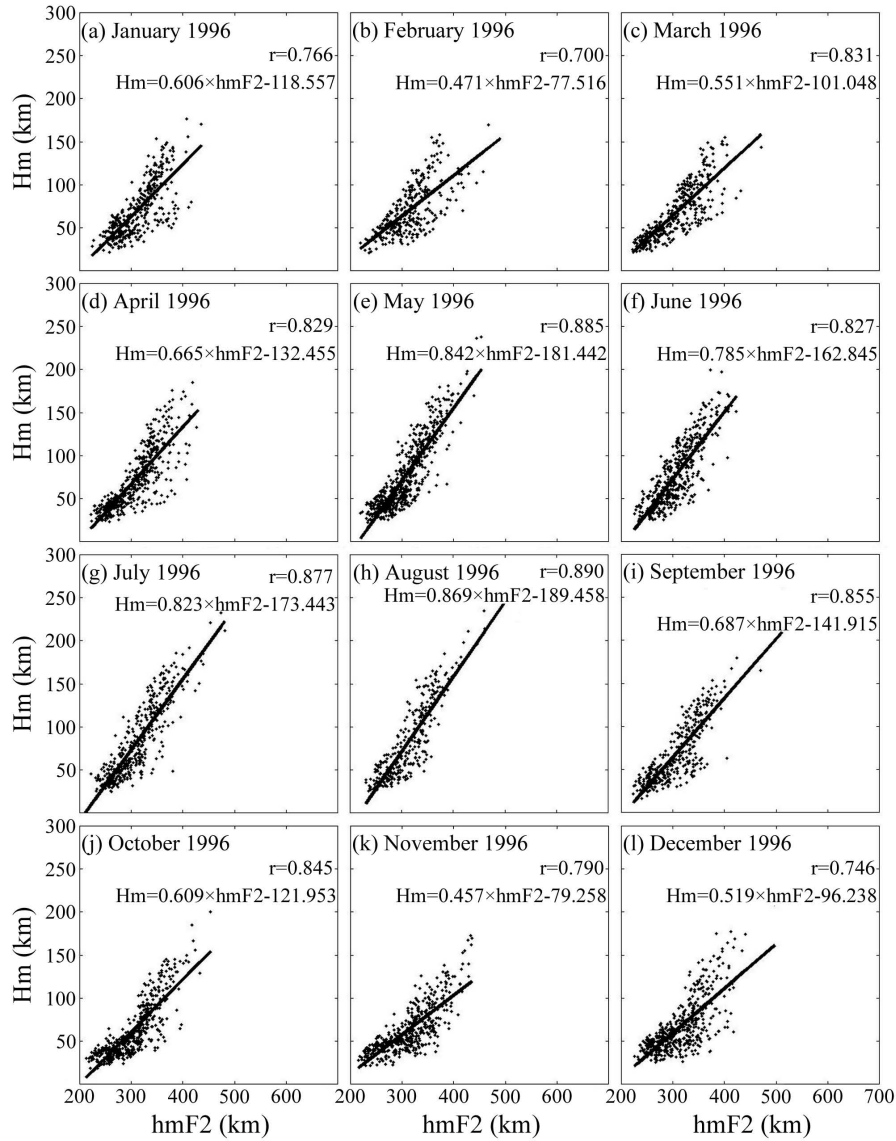 300
(a) January 1996
(b) February 1996
(c) March 1996
r=0.766
r=0.700
r=0.831
250
Hm=0.606×hmF2-118.557
Hm=0.471×hmF2-77.516
Hm=0.551×hmF2-101.048
200
Hm (km)
150
100
50
300
(d) April 1996
(e) May 1996
(f) June 1996
r=0.829
r=0.885
r=0.827
250
Hm=0.665×hmF2-132.455
Hm=0.842×hmF2-181.442
Hm=0.785×hmF2-162.845
200
Hm (km)
150
100
50
300
(g) July 1996
(h) August 1996
(i) September 1996
r=0.877
r=0.890
r=0.855
250
Hm=0.823×hmF2-173.443
Hm=0.869×hmF2-189.458
Hm=0.687×hmF2-141.915
200
Hm (km)
150
100
50
300
(j) October 1996
(k) November 1996
(l) December 1996
r=0.845
r=0.790
r=0.746
250
Hm=0.609×hmF2-121.953
Hm=0.457×hmF2-79.258
Hm=0.519×hmF2-96.238
200
Hm (km)
150
100
50
0
200 300 400 500 600 200 300 400 500 600 200 300 400 500 600 700
hmF2 (km) hmF2 (km) hmF2 (km)